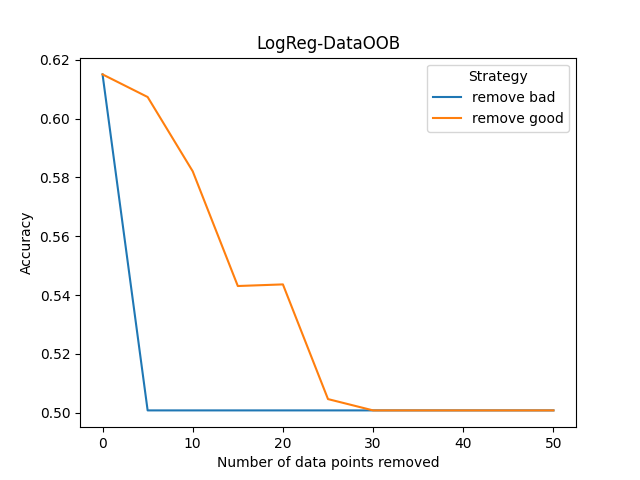 LogReg-DataOOB
Strategy
remove bad
remove good
Accuracy
0.62
0.60
0.58
0.56
0.54
0.52
0.50
0 10 20 30 40 50
Number of data points removed